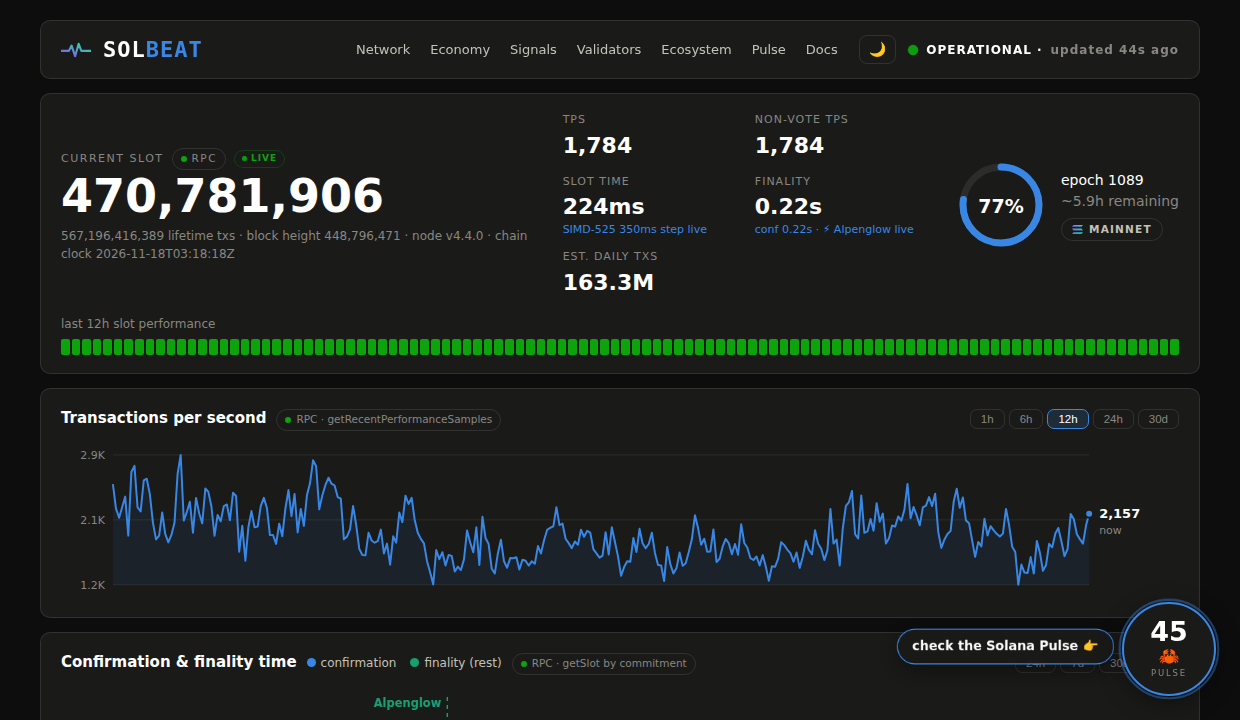 SOLBEAT
Network Economy Signals Validators Ecosystem Pulse Docs
OPERATIONAL · updated 44s ago
CURRENT SLOT RPC LIVE
470,781,906
567,196,416,389 lifetime txs · block height 448,796,471 · node v4.4.0 · chain
clock 2026-11-18T03:18:18Z
TPS
1,784
NON-VOTE TPS
1,784
SLOT TIME
224ms
SIMD-525 350ms step live
FINALITY
0.22s
conf 0.22s · ⚡ Alpenglow live
EST. DAILY TXS
163.3M
77%
epoch 1089
~5.9h remaining
MAINNET
last 12h slot performance
Transactions per second RPC · getRecentPerformanceSamples
1h 6h 12h 24h 30d
2.9K
2.1K
1.2K
2,157
now
Confirmation & finality time confirmation finality (rest) RPC · getSlot by commitment
Alpenglow
check the Solana Pulse 👉
45
PULSE